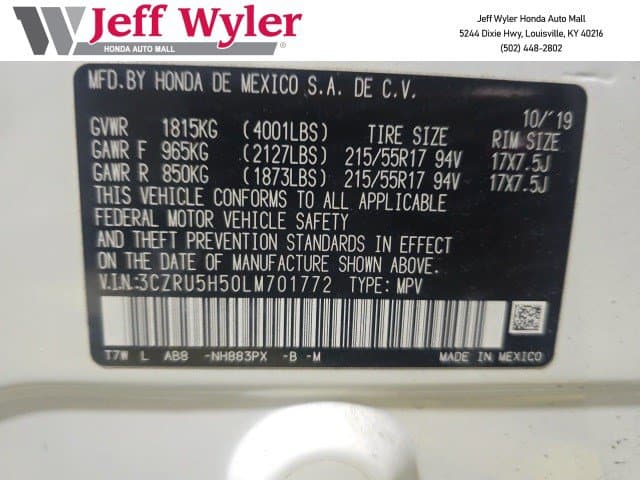 Jeff Wyler
HONDA AUTO MALL
Jeff Wyler Honda Auto Mall
5244 Dixie Hwy, Louisville, KY 40216
(502) 448-2802
MFD.BY HONDA DE MEXICO S.A. DE C.V.
10/'19
GVWR 1815KG (4001LBS) TIRE SIZE RIM SIZE
GAWR F 965KG (2127LBS) 215/55R17 94V 17X7.5J
GAWR R 850KG (1873LBS) 215/55R17 94V 17X7.5J
THIS VEHICLE CONFORMS TO ALL APPLICABLE
FEDERAL MOTOR VEHICLE SAFETY
AND THEFT PREVENTION STANDARDS IN EFFECT
ON THE DATE OF MANUFACTURE SHOWN ABOVE.
V.I.N:3CZRU5H50LM701772 TYPE: MPV
T7W L AB8 -NH883PX -B -M MADE IN MEXICO